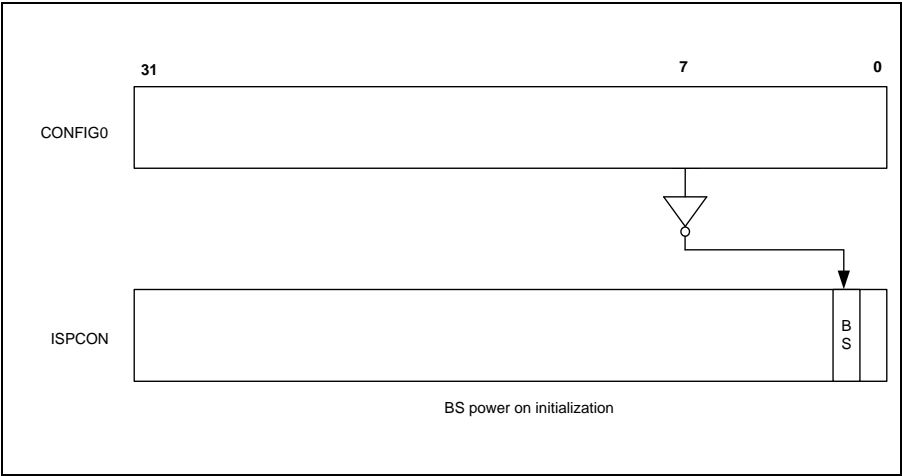 31 7 0
CONFIG0
ISPCON
B
S
BS power on initialization